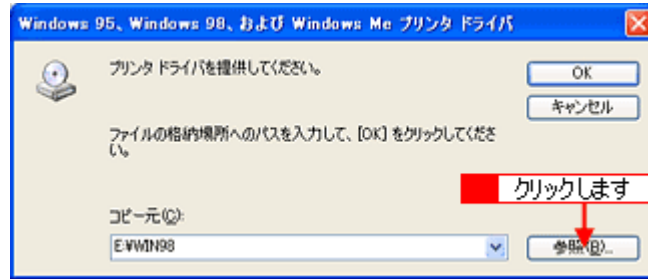 Windows 95、Windows 98、および Windows Me プリンタ ドライバ
プリンタ ドライバを提供してください。
OK
キャンセル
ファイルの格納場所へのパスを入力して、[OK] をクリックしてくださ
い。
クリックします
コピー元(C):
E:¥WIN98
参照(B)...